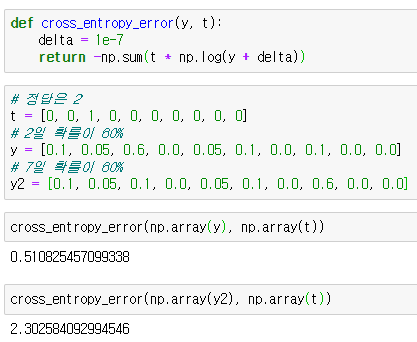 def cross_entropy_error(y, t):
    delta = 1e-7
    return -np.sum(t * np.log(y + delta))
# 정답은 2
t = [0, 0, 1, 0, 0, 0, 0, 0, 0, 0]
# 2일 확률이 60%
y = [0.1, 0.05, 0.6, 0.0, 0.05, 0.1, 0.0, 0.1, 0.0, 0.0]
# 7일 확률이 60%
y2 = [0.1, 0.05, 0.1, 0.0, 0.05, 0.1, 0.0, 0.6, 0.0, 0.0]
cross_entropy_error(np.array(y), np.array(t))
0.510825457099338
cross_entropy_error(np.array(y2), np.array(t))
2.302584092994546